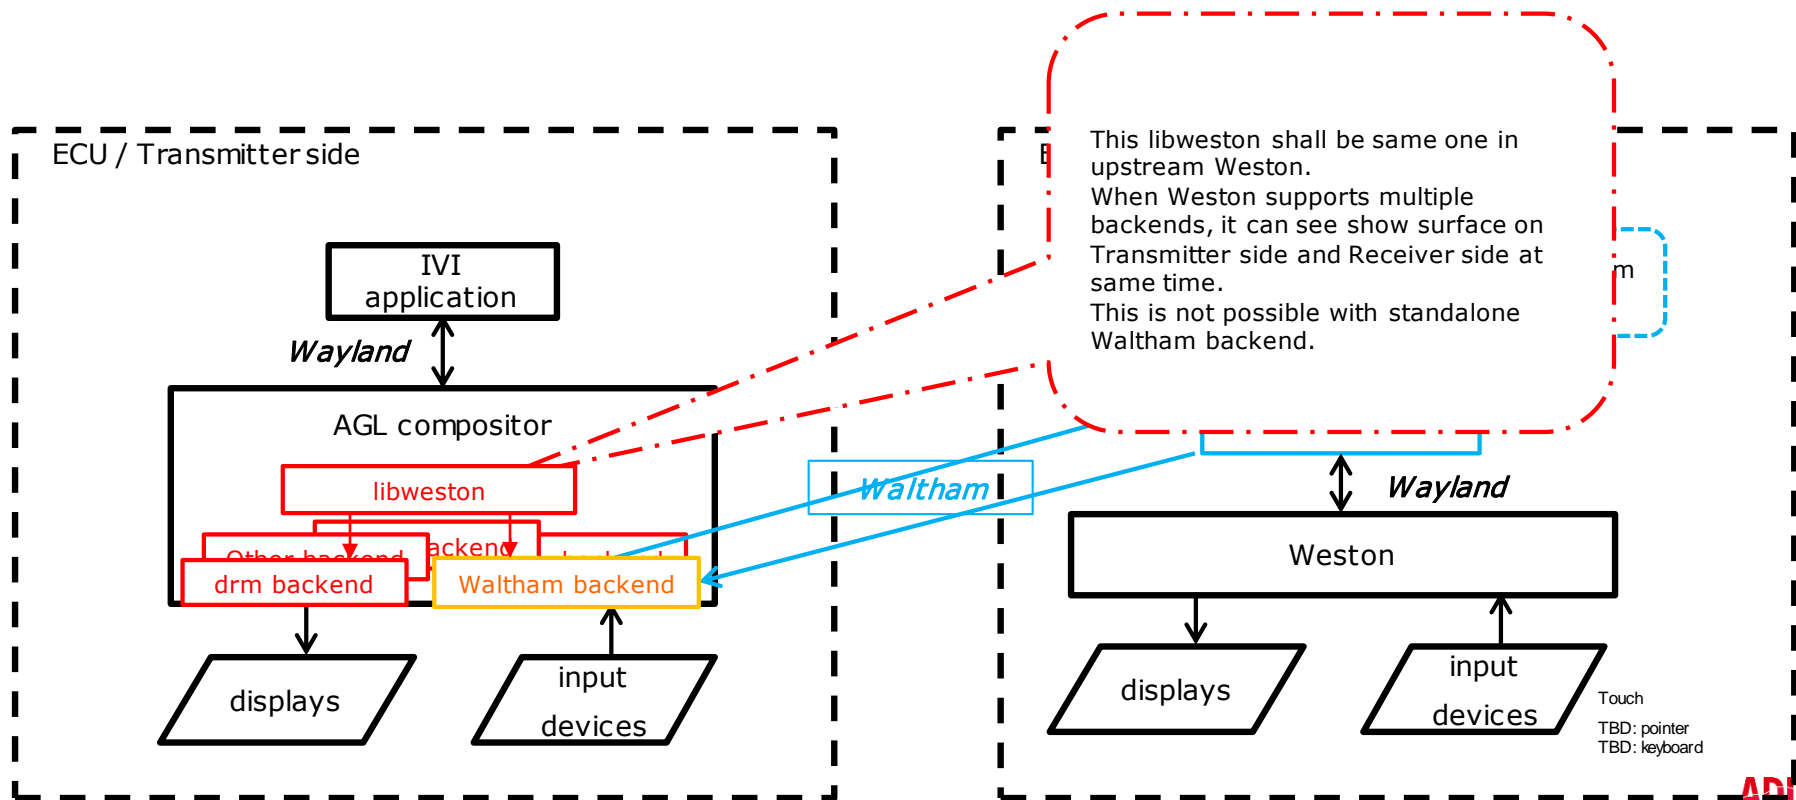 ECU / Transmitter side
IVI
application
Wayland
AGL compositor
libweston
Other backend
backend
drm backend
Waltham backend
displays
input
devices
Waltham
This libweston shall be same one in
upstream Weston.
When Weston supports multiple
backends, it can see show surface on
Transmitter side and Receiver side at
same time.
This is not possible with standalone
Waltham backend.
m
Wayland
Weston
displays
input
devices
Touch
TBD: pointer
TBD: keyboard